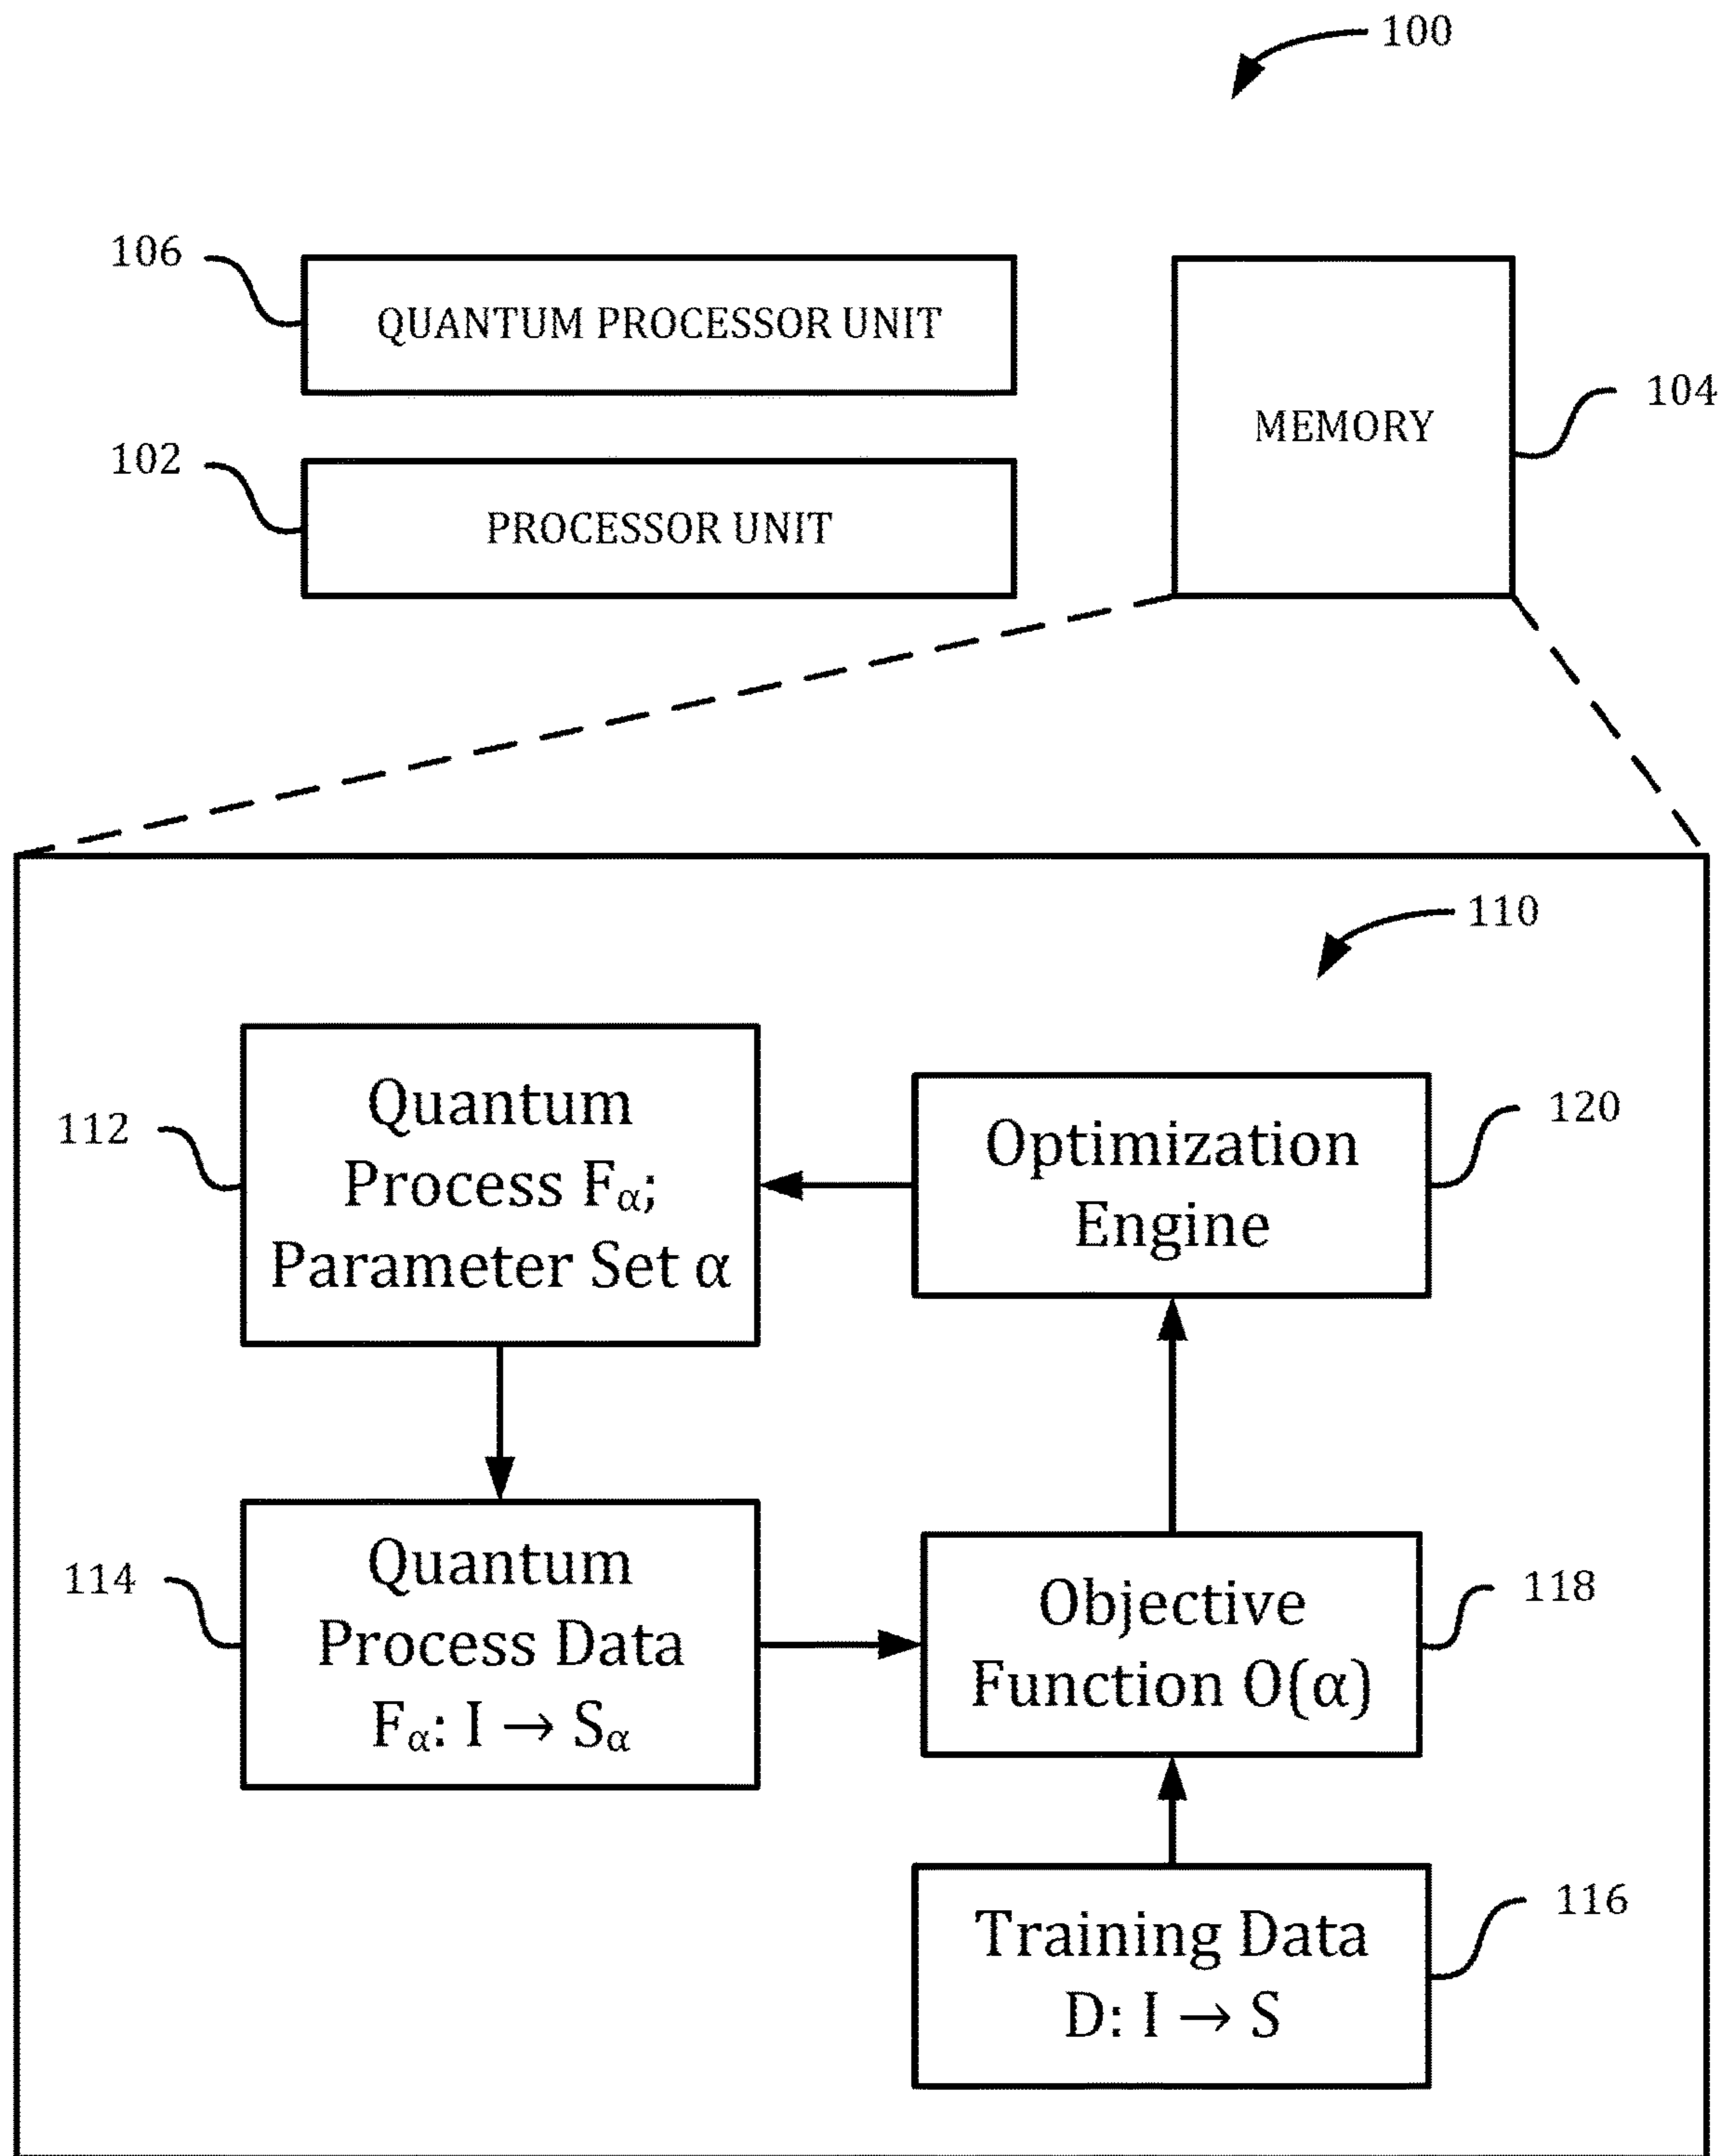 100
106
QUANTUM PROCESSOR UNIT
MEMORY
104
102
PROCESSOR UNIT
110
112
Quantum
Process Fα;
Parameter Set α
Optimization
Engine
120
114
Quantum
Process Data
Fα: I → Sα
Objective
Function O(α)
118
Training Data
D: I → S
116